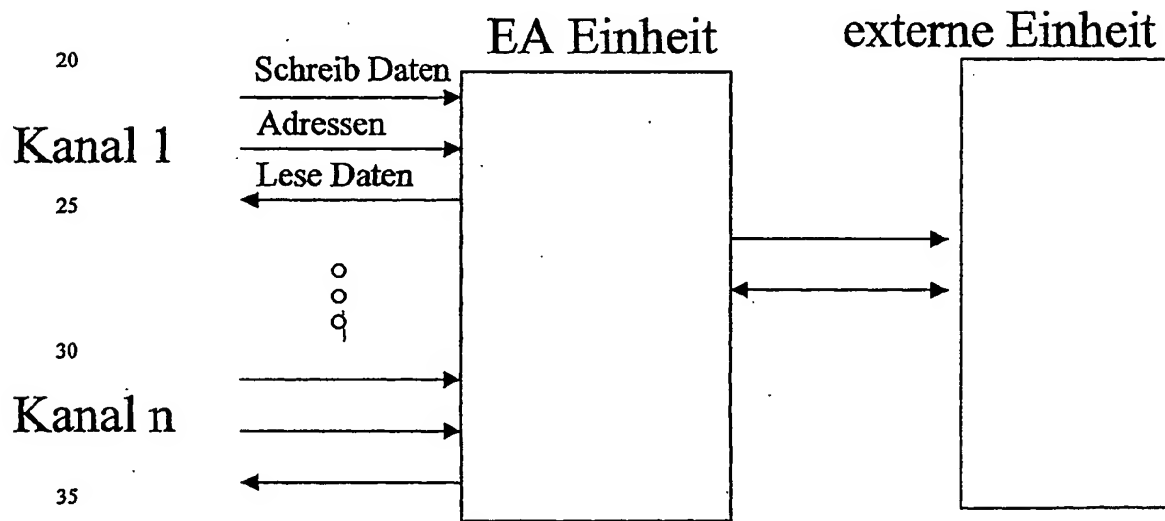 EA Einheit
externe Einheit
20
Schreib Daten
Adressen
Kanal 1
Lese Daten
25
30
Kanal n
35